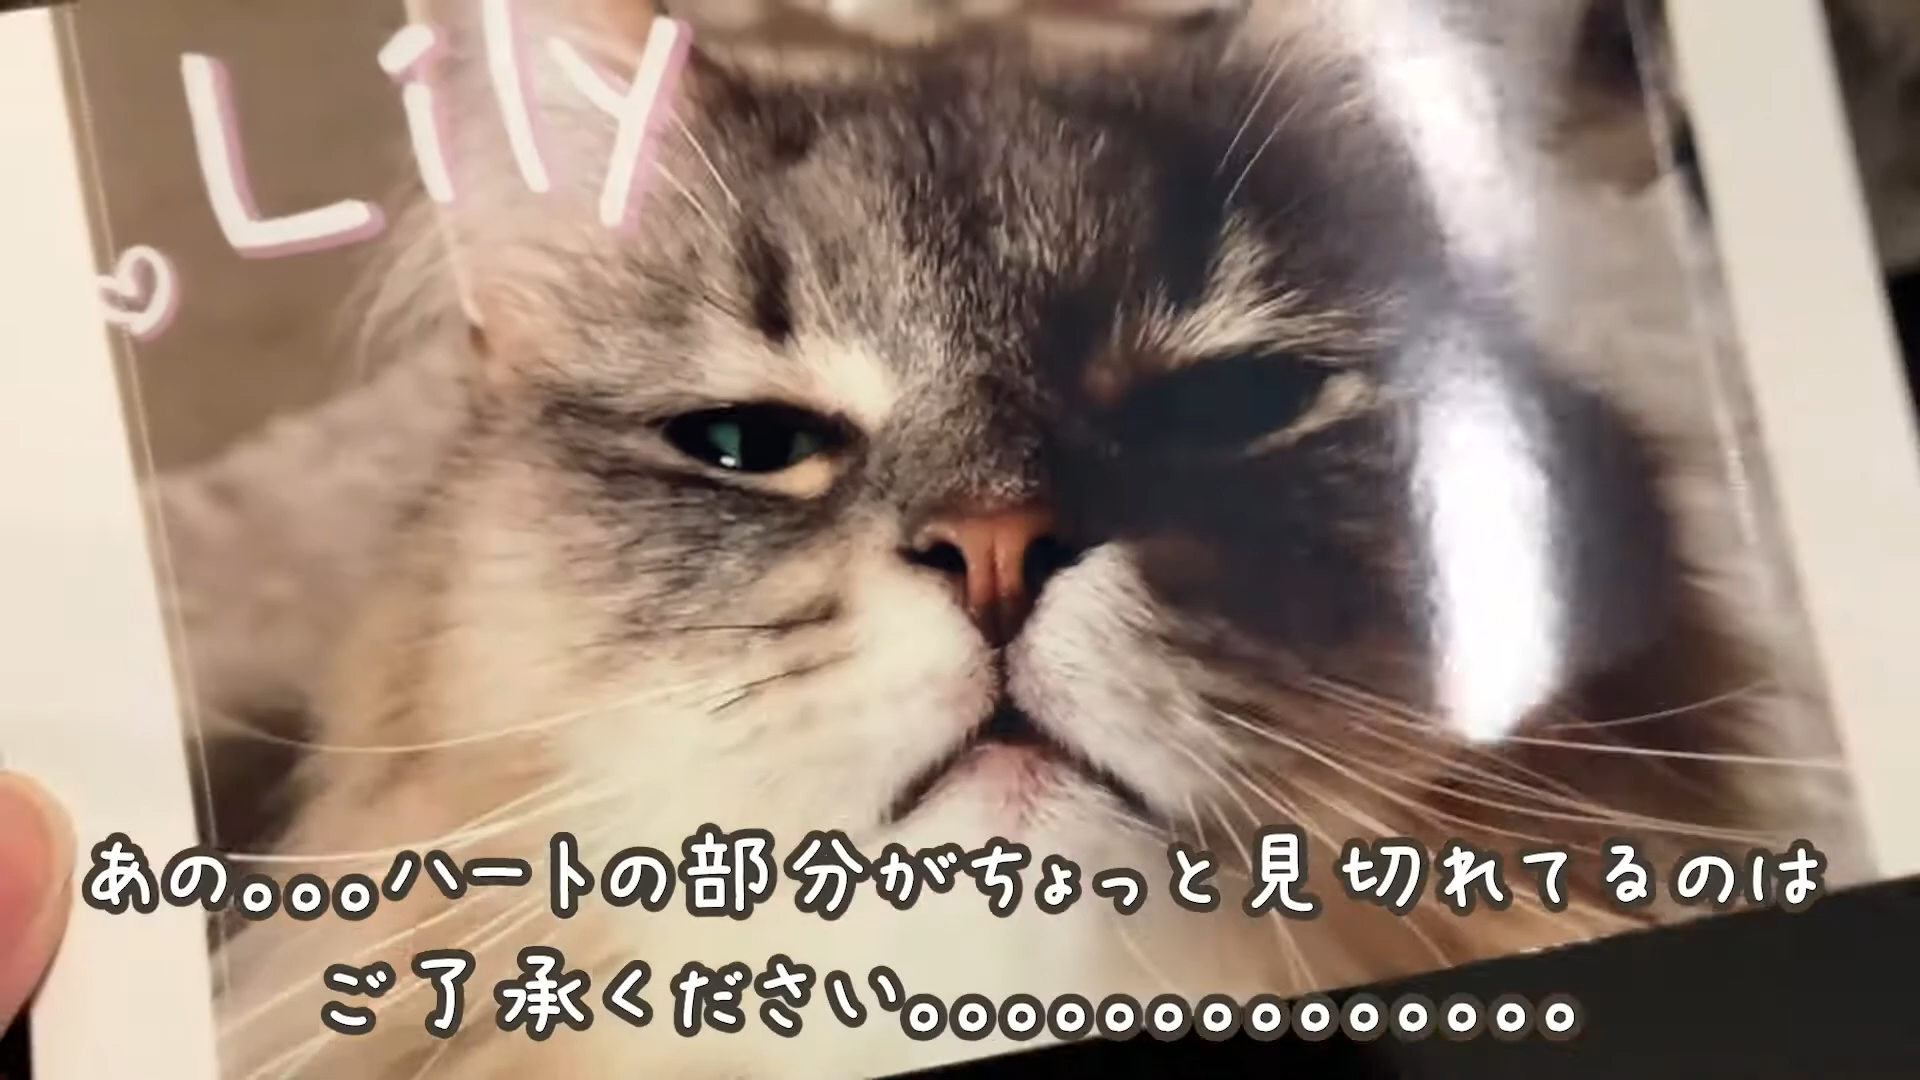 Lily
あの。。。ハートの部分がちょっと見切れてるのは
ご了承ください。。。。。。。。。。。。。。